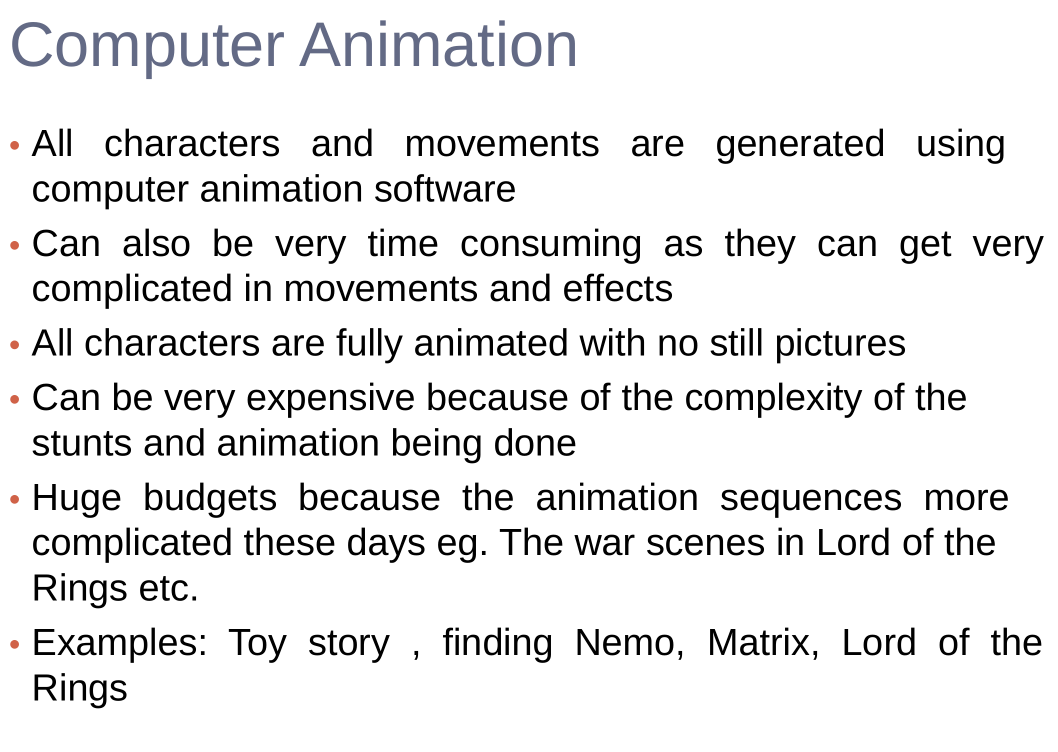 Computer Animation
• All characters and movements are generated using
computer animation software
• Can also be very time consuming as they can get very
complicated in movements and effects
• All characters are fully animated with no still pictures
• Can be very expensive because of the complexity of the
stunts and animation being done
• Huge budgets because the animation sequences more
complicated these days eg. The war scenes in Lord of the
Rings etc.
• Examples: Toy story , finding Nemo, Matrix, Lord of the
Rings